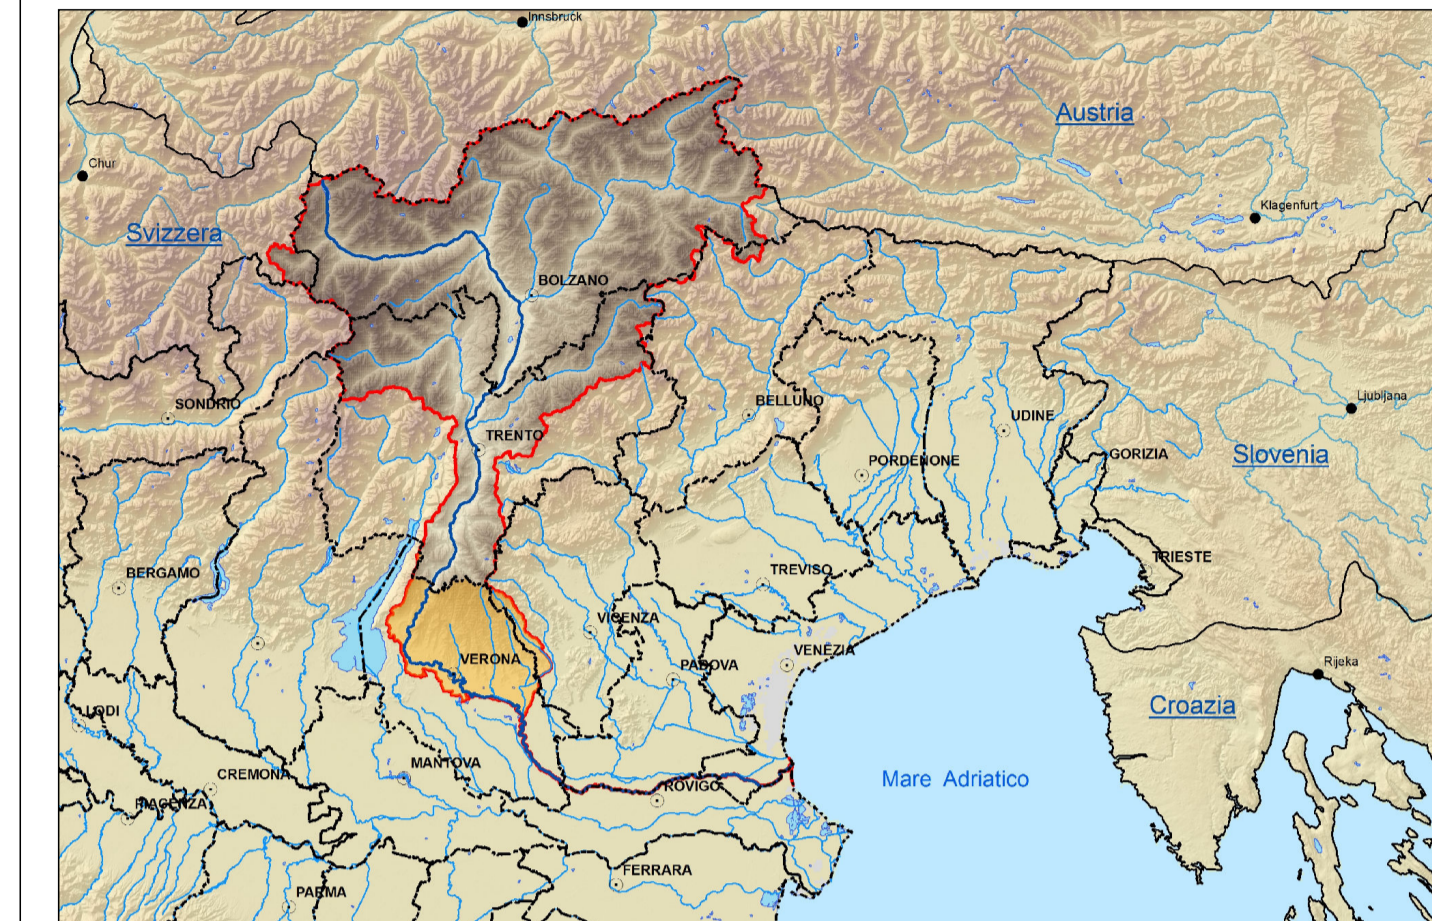 Innsbruck
Austria
Chur
Klagenfurt
Svizzera
BOLZANO
SONDRIO
BELLUNO
Ljubljana
UDINE
TRENTO
GORIZIA
Slovenia
PORDENONE
TRIESTE
BERGAMO
TREVISO
VICENZA
VENEZIA
VERONA
PADOVA
Rijeka
LODI
Croazia
MANTOVA
CREMONA
Mare Adriatico
ROVIGO
PIACENZA
FERRARA
PARMA